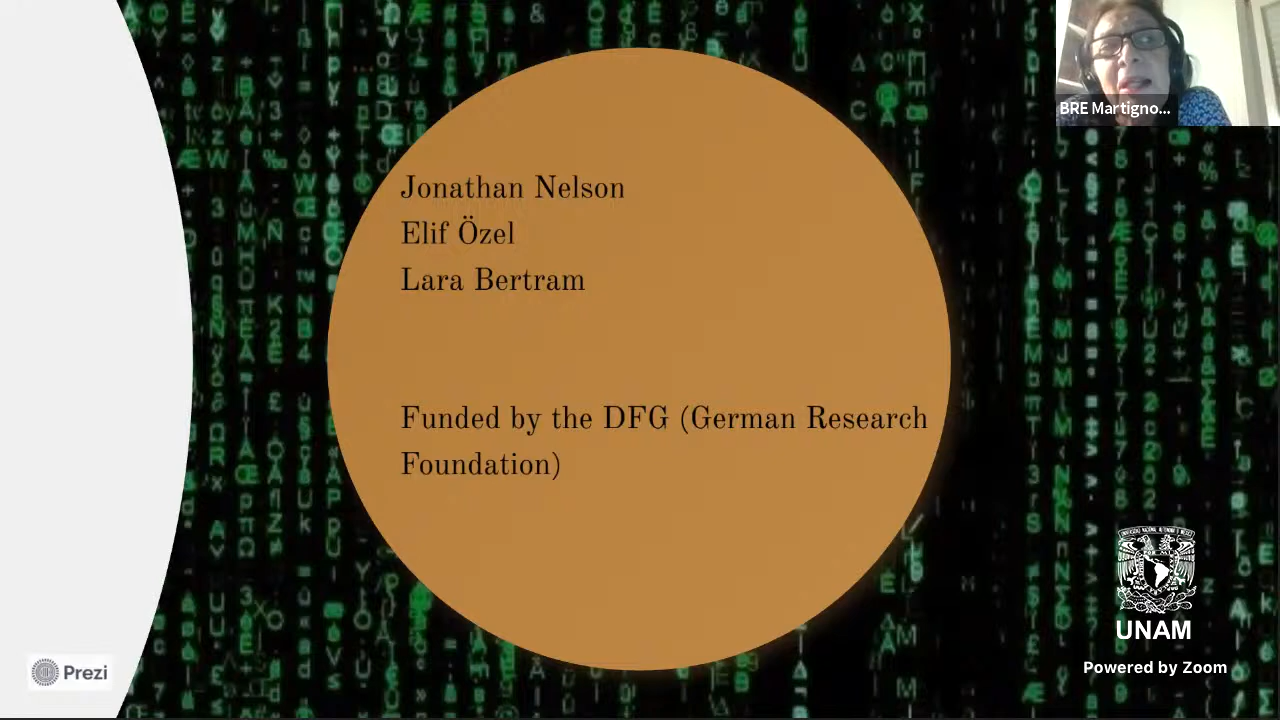 BRE Martigno...
Jonathan Nelson
Elif Özel
Lara Bertram
Funded by the DFG (German Research
Foundation)
UNAM
Powered by Zoom
Prezi